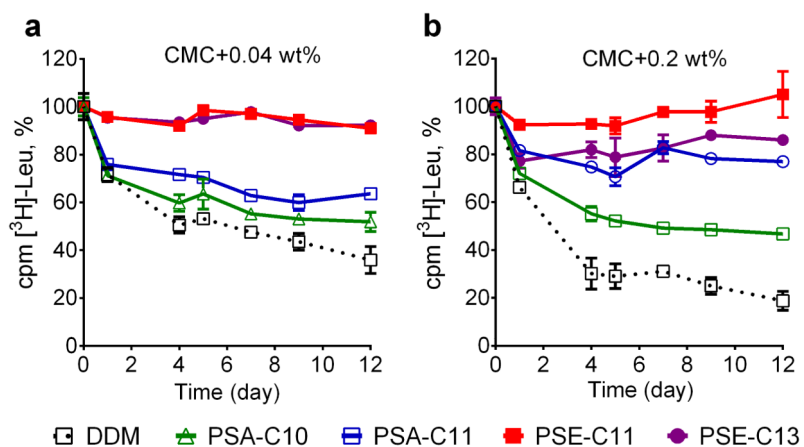 a
CMC+0.04 wt%
cpm [³H]-Leu, %
120
100
80
60
40
20
0
0 2 4 6 8 10 12
Time (day)
b
CMC+0.2 wt%
cpm [³H]-Leu, %
120
100
80
60
40
20
0
0 2 4 6 8 10 12
Time (day)
DDM PSA-C10 PSA-C11 PSE-C11 PSE-C13